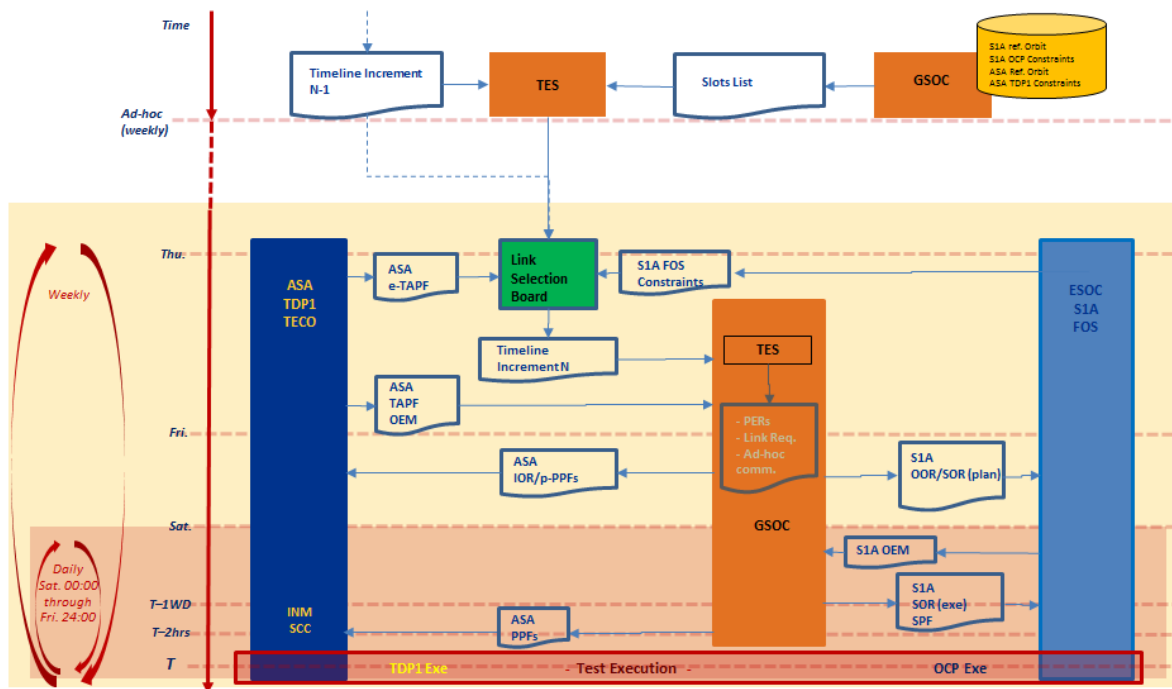 Time
Timeline Increment
N-1
TES
Slots List
GSOC
S1A ref. Orbit
S1A OCP Constraints
ASA Ref. Orbit
ASA TDP1 Constraints
Ad-hoc
(weekly)
Thu.
Weekly
ASA
TDP1
TECO
ASA
e-TAPF
Link
Selection
Board
S1A FOS
Constraints
ESOC
S1A
FOS
Timeline
Increment N
TES
ASA
TAPF
OEM
- PERs
- Link Req.
- Ad-hoc
comm.
Fri.
ASA
IOR/p-PPFs
S1A
OOR/SOR (plan)
Sat.
GSOC
S1A OEM
Daily
Sat. 00:00
through
Fri. 24:00
T–1WD
INM
SCC
S1A
SOR (exe)
SPF
ASA
PPFs
T–2hrs
T
TDP1 Exe
- Test Execution -
OCP Exe